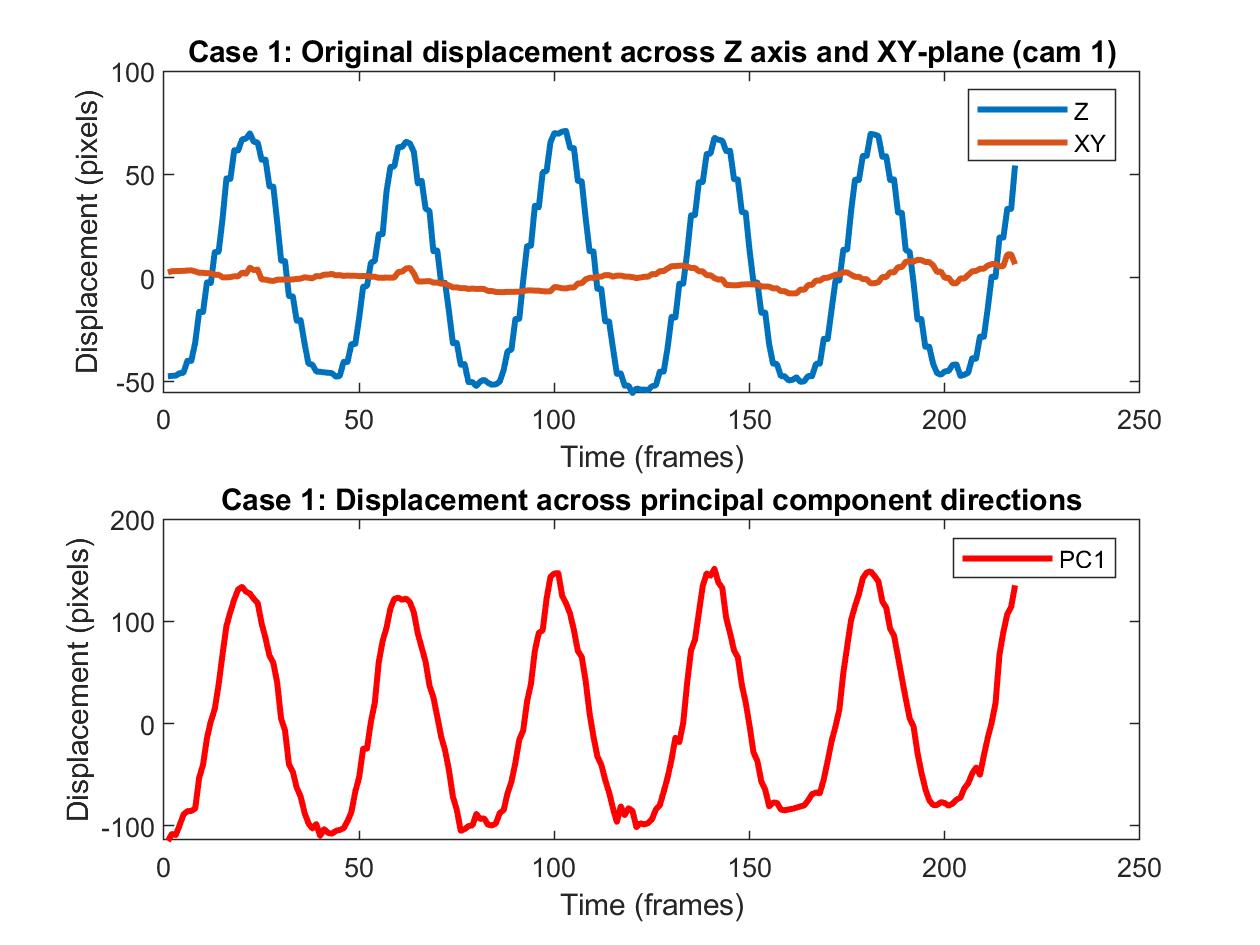 Case 1: Original displacement across Z axis and XY-plane (cam 1)
100
50
0
-50
Displacement (pixels)
Z
XY
0 50 100 150 200 250
Time (frames)
Case 1: Displacement across principal component directions
200
100
0
-100
Displacement (pixels)
PC1
0 50 100 150 200 250
Time (frames)